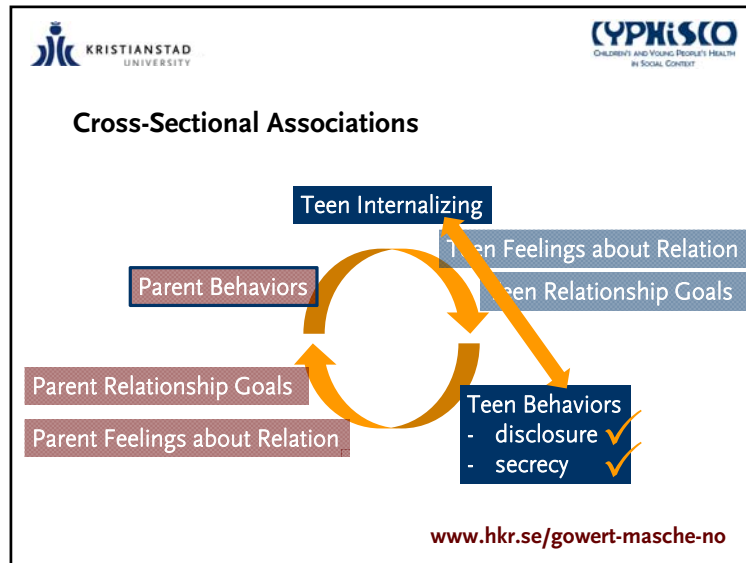 KRISTIANSTAD
UNIVERSITY
CYPHiSCO
CHILDREN'S AND YOUNG PEOPLE'S HEALTH
IN SOCIAL CONTEXT
Cross-Sectional Associations
Teen Internalizing
Teen Feelings about Relation
Parent Behaviors
Teen Relationship Goals
Parent Relationship Goals
Parent Feelings about Relation
Teen Behaviors
- disclosure ✓
- secrecy ✓
www.hkr.se/gowert-masche-no